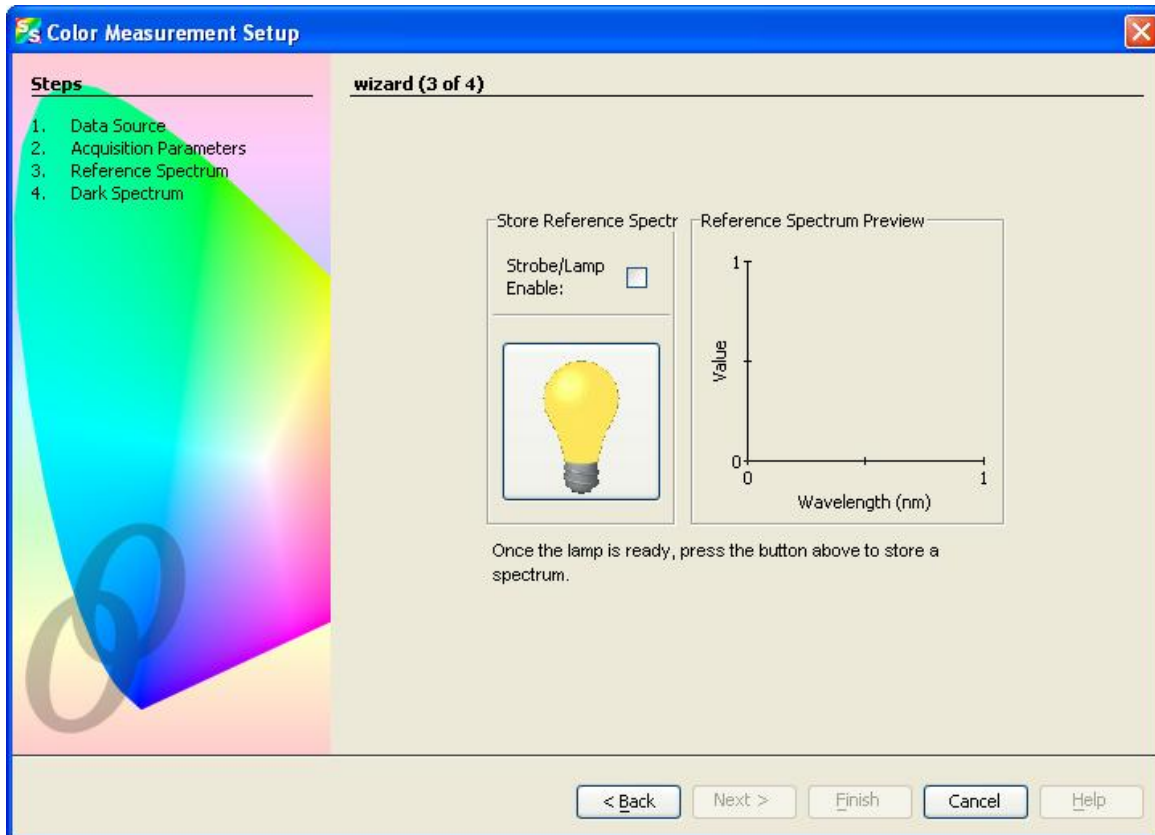 SS Color Measurement Setup
Steps
1. Data Source
2. Acquisition Parameters
3. Reference Spectrum
4. Dark Spectrum
wizard (3 of 4)
Store Reference Spectr
Strobe/Lamp
Enable:
Reference Spectrum Preview
1
Value
0
0
1
Wavelength (nm)
Once the lamp is ready, press the button above to store a
spectrum.
< Back
Next >
Finish
Cancel
Help